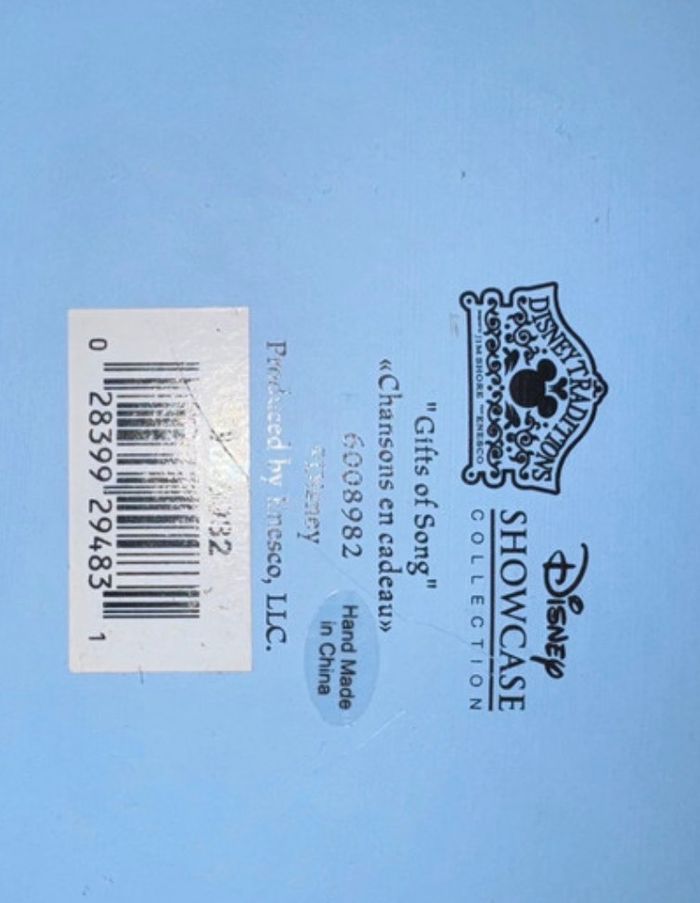 DISNEY TRADITIONS
JIM SHORE ENESCO
DISNEY
SHOWCASE
COLLECTION
"Gifts of Song"
«Chansons en cadeau»
6008982
©Disney
Hand Made
in China
Produced by Enesco, LLC.
0 28399 29483 1